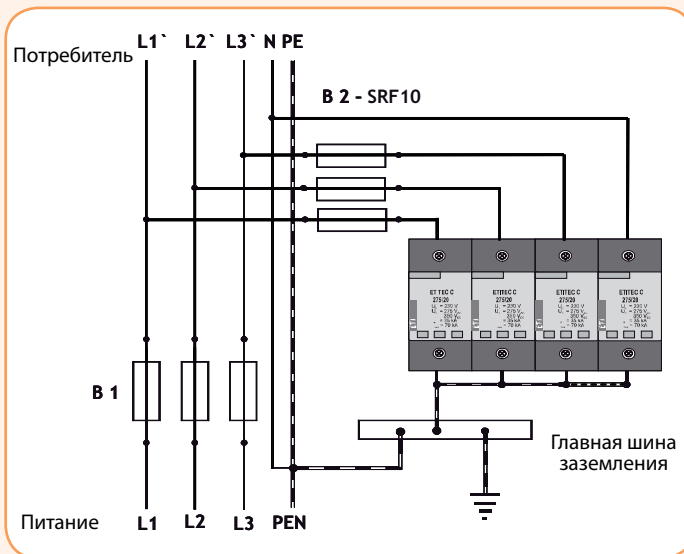 L1` L2` L3` N PE
Потребитель
B 2 - SRF10
ETITEC C ETITEC C ETITEC C ETITEC C
275/20 275/20 275/20 275/20
B 1
Главная шина
заземления
Питание L1 L2 L3 PEN